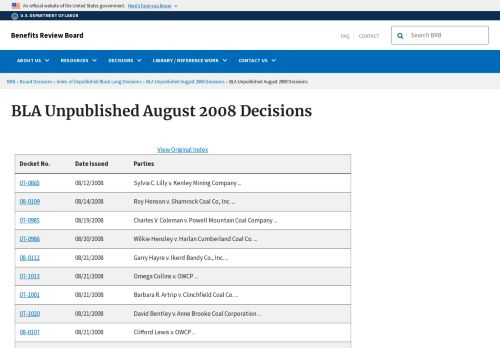 An official website of the United States government. Here's how you know
U.S. DEPARTMENT OF LABOR
Benefits Review Board
FAQ CONTACT
Search BRB
ABOUT US RESOURCES DECISIONS LIBRARY / REFERENCE WORK CONTACT US
BRB › Board Decisions › Index of Unpublished Black Lung Decisions › BLA Unpublished August 2008 Decisions › BLA Unpublished August 2008 Decisions
BLA Unpublished August 2008 Decisions
View Original Index
Docket No. Date Issued Parties
07-0865 08/12/2008 Sylvia C. Lilly v. Kenley Mining Company ...
08-0109 08/14/2008 Roy Henson v. Shamrock Coal Co, Inc. ...
07-0985 08/19/2008 Charles V. Coleman v. Powell Mountain Coal Company ...
07-0986 08/20/2008 Wilkie Hensley v. Harlan Cumberland Coal Co. ...
08-0112 08/21/2008 Garry Hayre v. Ikerd Bandy Co., Inc. ...
07-1013 08/21/2008 Omega Collins v. OWCP ...
07-1001 08/21/2008 Barbara R. Artrip v. Clinchfield Coal Co. ...
07-1020 08/21/2008 David Bentley v. Anne Brooke Coal Corporation ...
08-0107 08/21/2008 Clifford Lewis v. OWCP ...